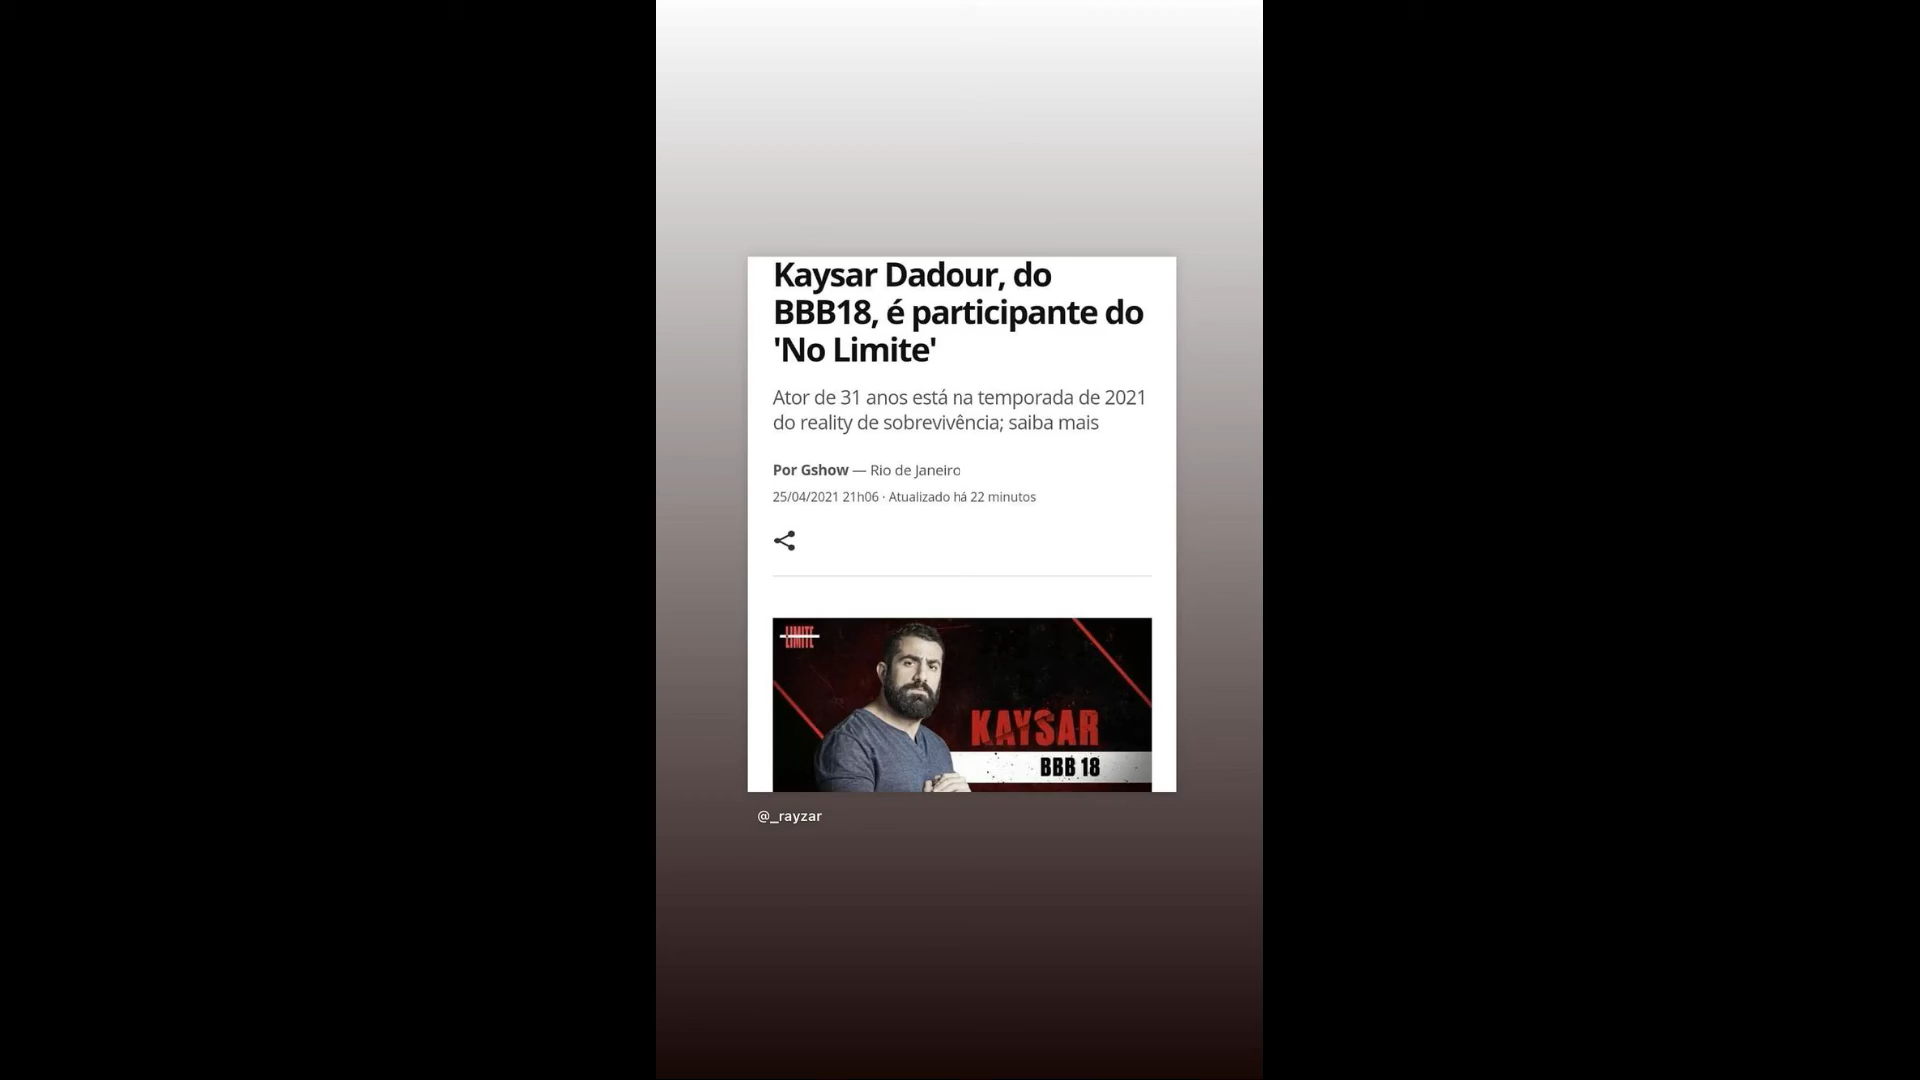 Kaysar Dadour, do
BBB18, é participante do
'No Limite'
Ator de 31 anos está na temporada de 2021
do reality de sobrevivência; saiba mais
Por Gshow — Rio de Janeiro
25/04/2021 21h06 · Atualizado há 22 minutos
LIMITE
KAYSAR
BBB 18
@_rayzar